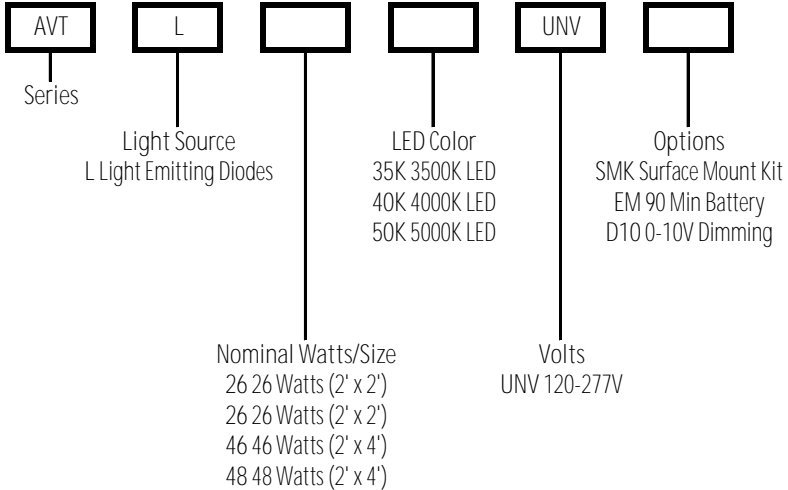 AVT
L
UNV
Series
Light Source
L Light Emitting Diodes
LED Color
35K 3500K LED
40K 4000K LED
50K 5000K LED
Options
SMK Surface Mount Kit
EM 90 Min Battery
D10 0-10V Dimming
Nominal Watts/Size
26 26 Watts (2' x 2')
26 26 Watts (2' x 2')
46 46 Watts (2' x 4')
48 48 Watts (2' x 4')
Volts
UNV 120-277V